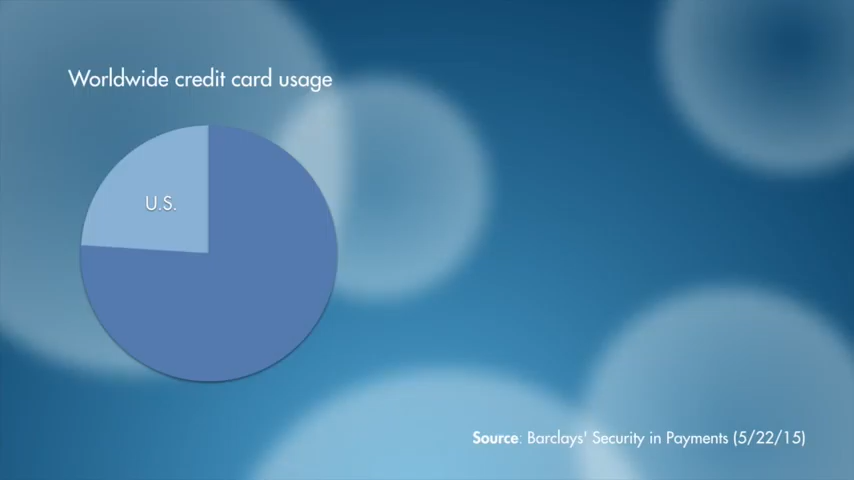 Worldwide credit card usage
U.S.
Source: Barclays' Security in Payments (5/22/15)